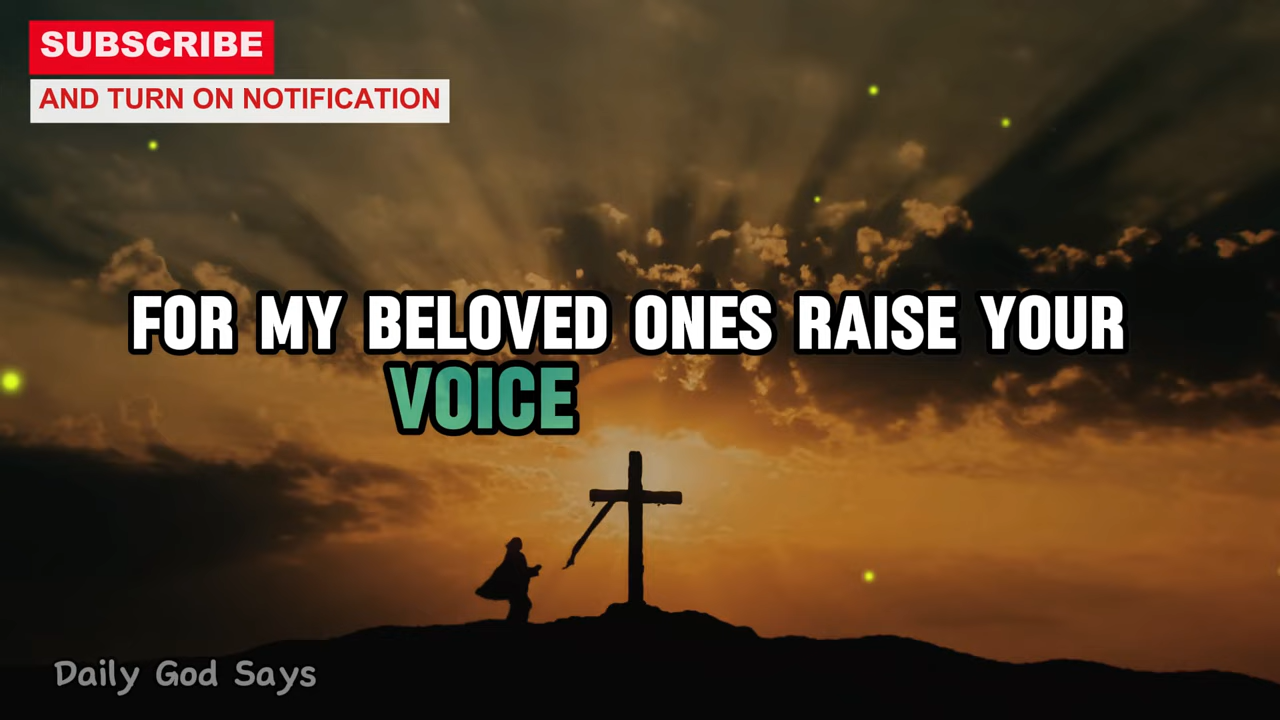 SUBSCRIBE
AND TURN ON NOTIFICATION
FOR MY BELOVED ONES RAISE YOUR
VOICE
Daily God Says